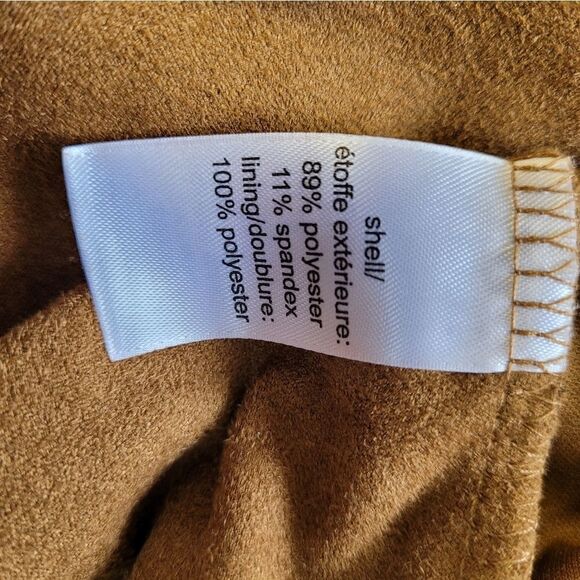 shell/
étoffe extérieure:
89% polyester
11% spandex
lining/doublure:
100% polyester